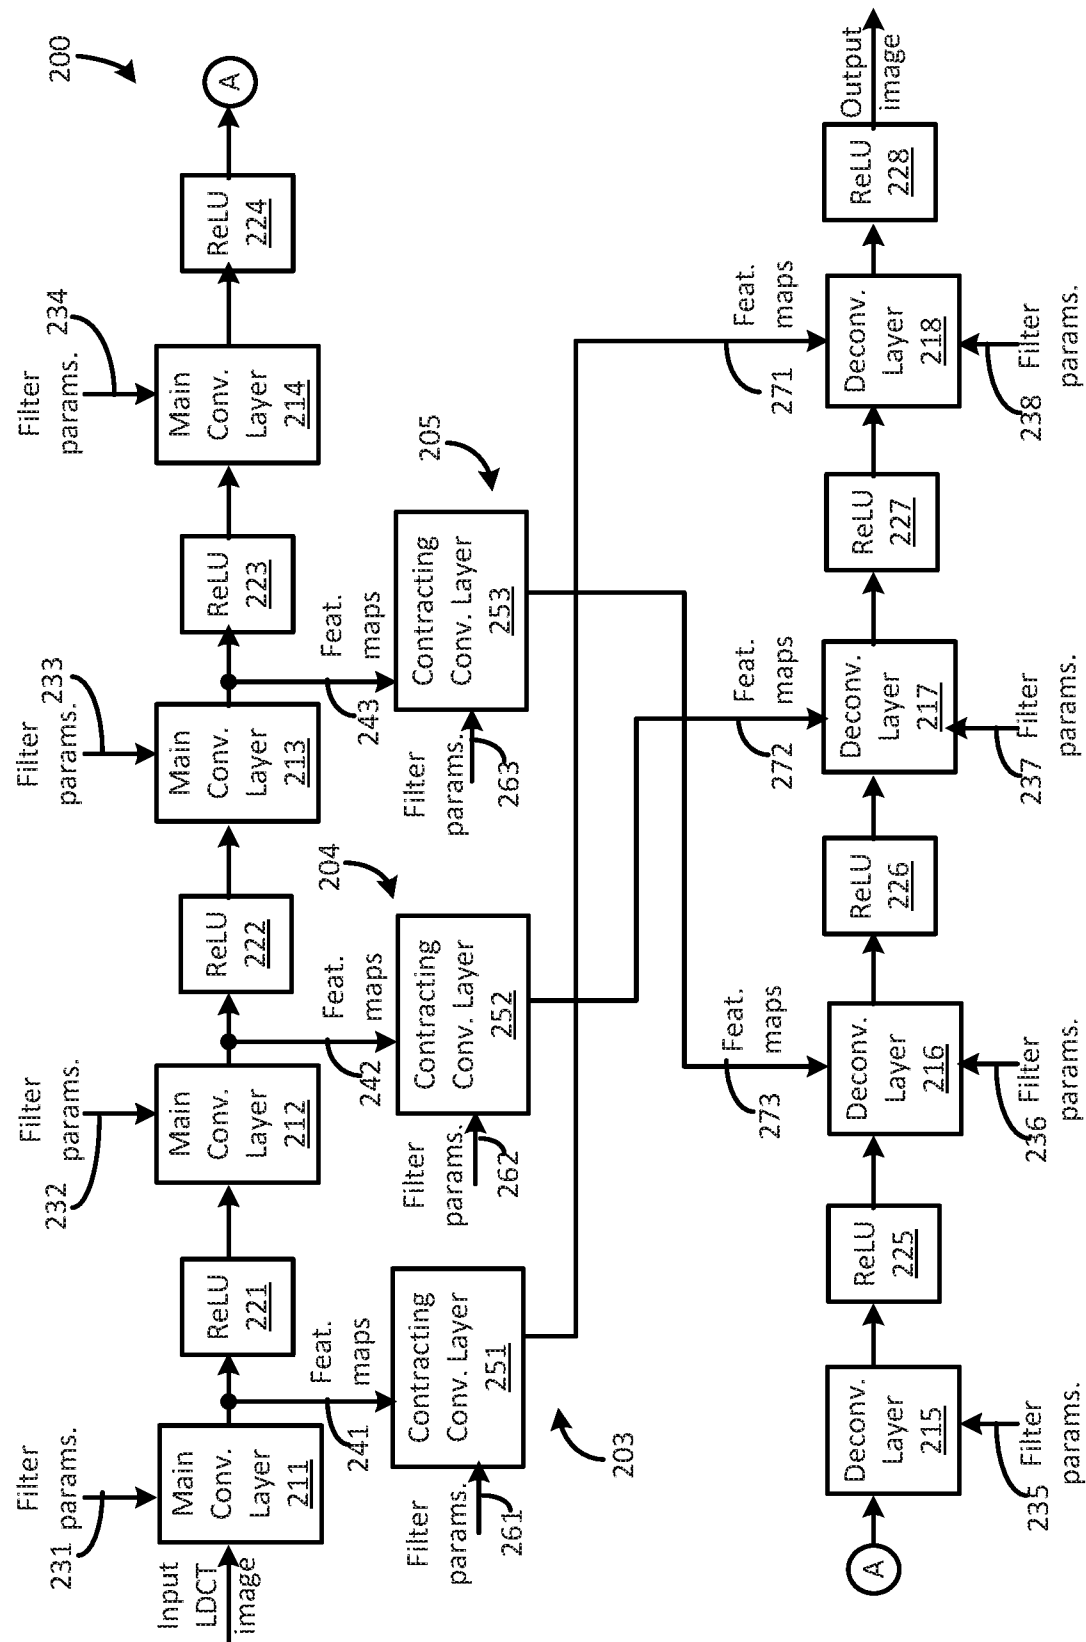 200
Input
LDCT
image
Filter
params.
231
Main
Conv.
Layer
211
ReLU
221
Filter
params.
232
Main
Conv.
Layer
212
ReLU
222
Filter
params.
233
Main
Conv.
Layer
213
ReLU
223
Filter
params.
234
Main
Conv.
Layer
214
ReLU
224
A
241
Feat.
maps
Filter
params.
261
Contracting
Conv. Layer
251
203
242
Feat.
maps
Filter
params.
262
Contracting
Conv. Layer
252
204
243
Feat.
maps
Filter
params.
263
Contracting
Conv. Layer
253
205
273
Feat.
maps
272
Feat.
maps
271
Feat.
maps
A
Deconv.
Layer
215
235
Filter
params.
ReLU
225
Deconv.
Layer
216
236
Filter
params.
ReLU
226
Deconv.
Layer
217
237
Filter
params.
ReLU
227
Deconv.
Layer
218
238
Filter
params.
ReLU
228
Output
image